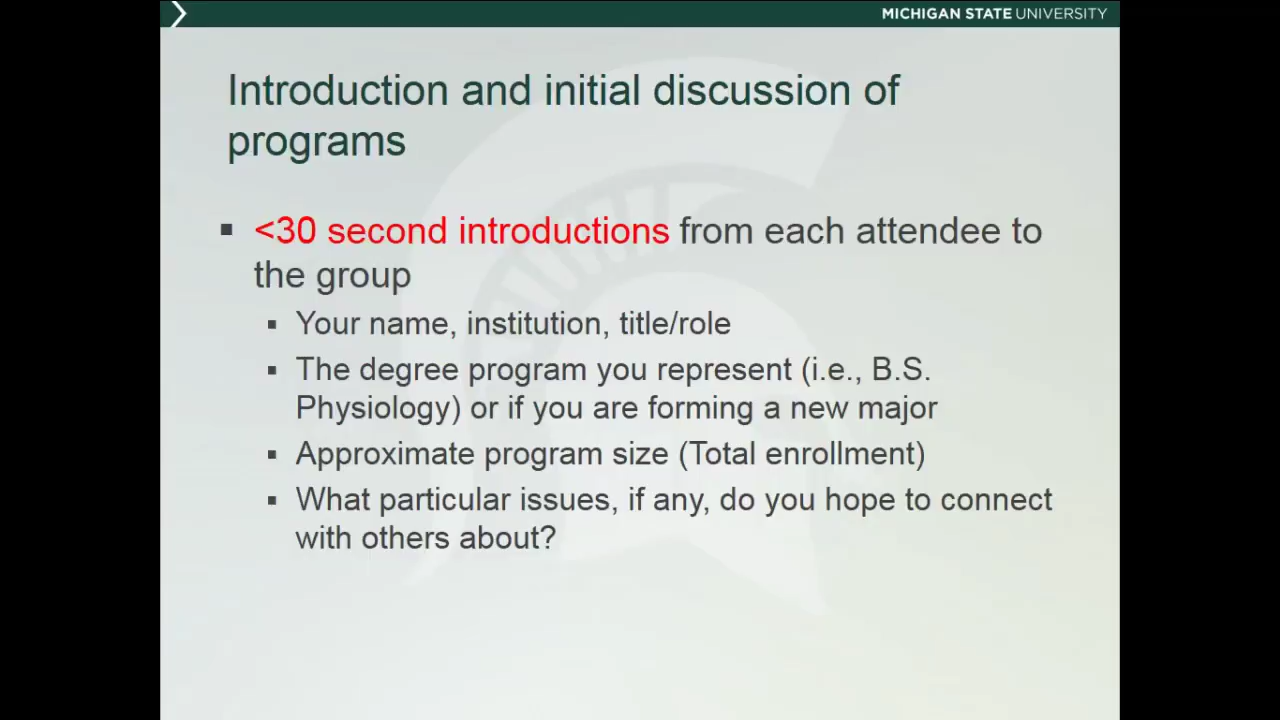 MICHIGAN STATE UNIVERSITY
Introduction and initial discussion of
programs
<30 second introductions from each attendee to
the group
Your name, institution, title/role
The degree program you represent (i.e., B.S.
Physiology) or if you are forming a new major
Approximate program size (Total enrollment)
What particular issues, if any, do you hope to connect
with others about?